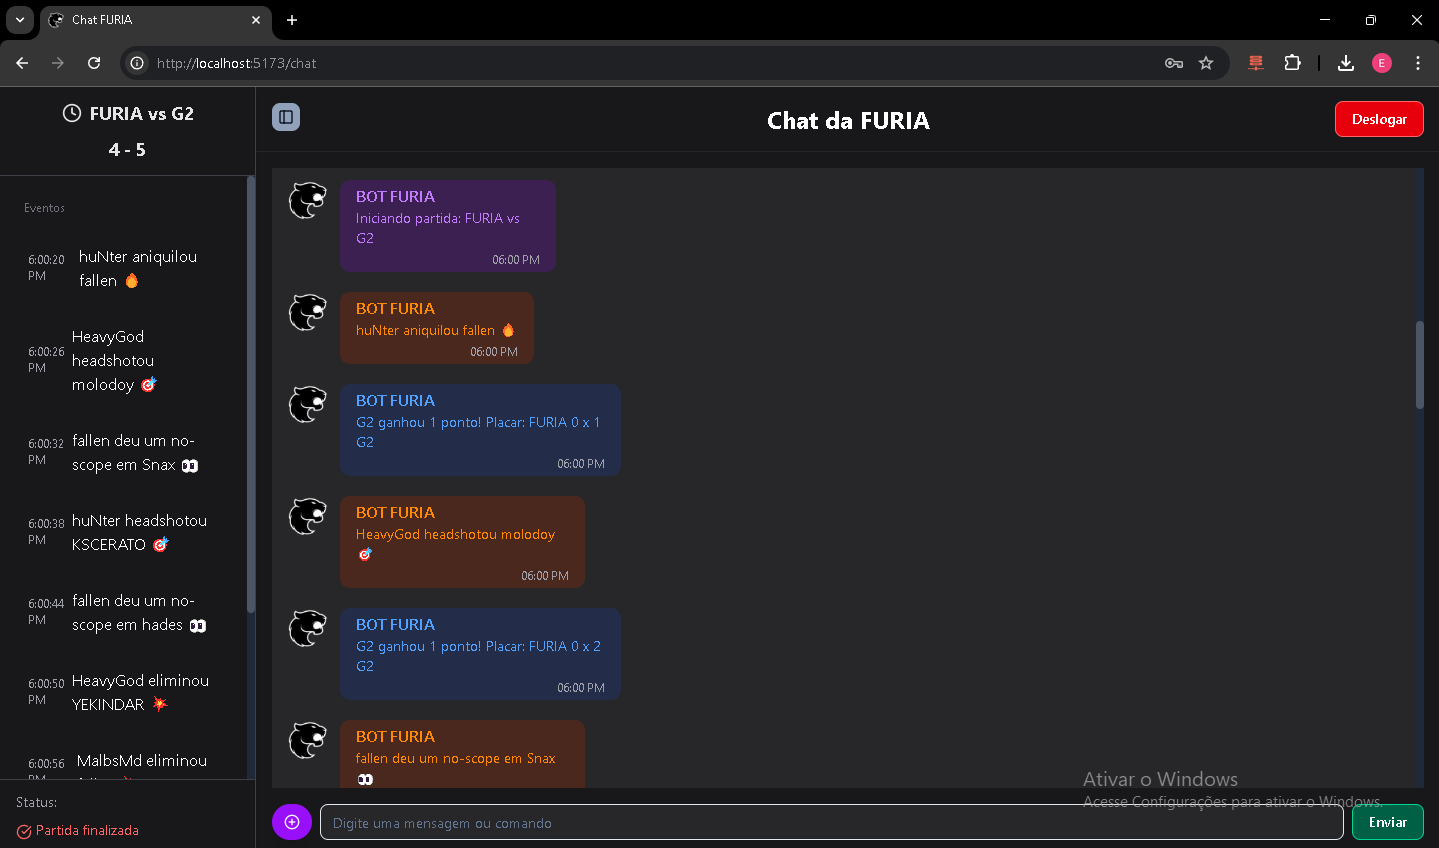 Chat FURIA
http://localhost:5173/chat
E
FURIA vs G2
4 - 5
Eventos
6:00:20
PM
huNter aniquilou
fallen 🔥
6:00:26
PM
HeavyGod
headshotou
molodoy 🎯
6:00:32
PM
fallen deu um no-
scope em Snax 👀
6:00:38
PM
huNter headshotou
KSCERATO 🎯
6:00:44
PM
fallen deu um no-
scope em hades 👀
6:00:50
PM
HeavyGod eliminou
YEKINDAR 💥
6:00:56
PM
MalbsMd eliminou
Status:
Partida finalizada
Chat da FURIA
Deslogar
BOT FURIA
Iniciando partida: FURIA vs
G2
06:00 PM
BOT FURIA
huNter aniquilou fallen 🔥
06:00 PM
BOT FURIA
G2 ganhou 1 ponto! Placar: FURIA 0 x 1
G2
06:00 PM
BOT FURIA
HeavyGod headshotou molodoy
🎯
06:00 PM
BOT FURIA
G2 ganhou 1 ponto! Placar: FURIA 0 x 2
G2
06:00 PM
BOT FURIA
fallen deu um no-scope em Snax
👀
Ativar o Windows
Acesse Configurações para ativar o Windows.
Digite uma mensagem ou comando
Enviar